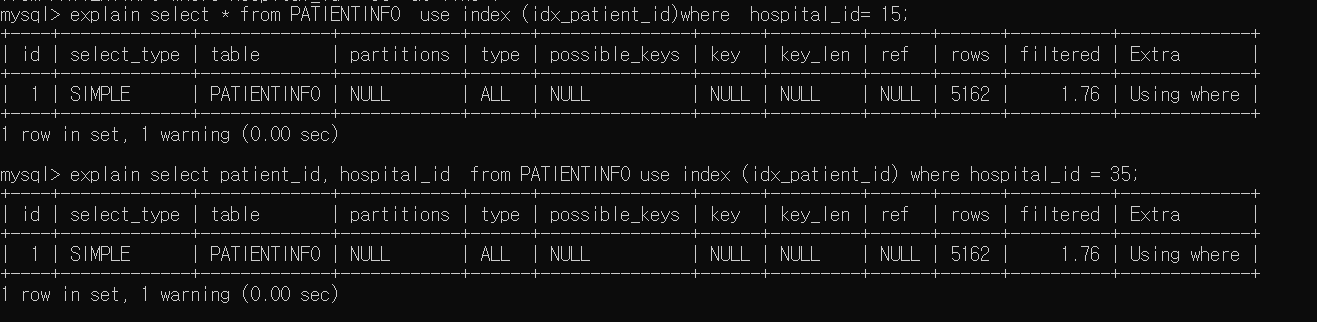 mysql> explain select * from PATIENTINFO  use index (idx_patient_id)where  hospital_id= 15;
+----+-------------+-------------+------------+------+---------------+------+---------+------+------+----------+-------------+
| id | select_type | table       | partitions | type | possible_keys | key  | key_len | ref  | rows | filtered | Extra       |
+----+-------------+-------------+------------+------+---------------+------+---------+------+------+----------+-------------+
|  1 | SIMPLE      | PATIENTINFO | NULL       | ALL  | NULL          | NULL | NULL    | NULL | 5162 |     1.76 | Using where |
+----+-------------+-------------+------------+------+---------------+------+---------+------+------+----------+-------------+
1 row in set, 1 warning (0.00 sec)
mysql> explain select patient_id, hospital_id  from PATIENTINFO use index (idx_patient_id) where hospital_id = 35;
+----+-------------+-------------+------------+------+---------------+------+---------+------+------+----------+-------------+
| id | select_type | table       | partitions | type | possible_keys | key  | key_len | ref  | rows | filtered | Extra       |
+----+-------------+-------------+------------+------+---------------+------+---------+------+------+----------+-------------+
|  1 | SIMPLE      | PATIENTINFO | NULL       | ALL  | NULL          | NULL | NULL    | NULL | 5162 |     1.76 | Using where |
+----+-------------+-------------+------------+------+---------------+------+---------+------+------+----------+-------------+
1 row in set, 1 warning (0.00 sec)